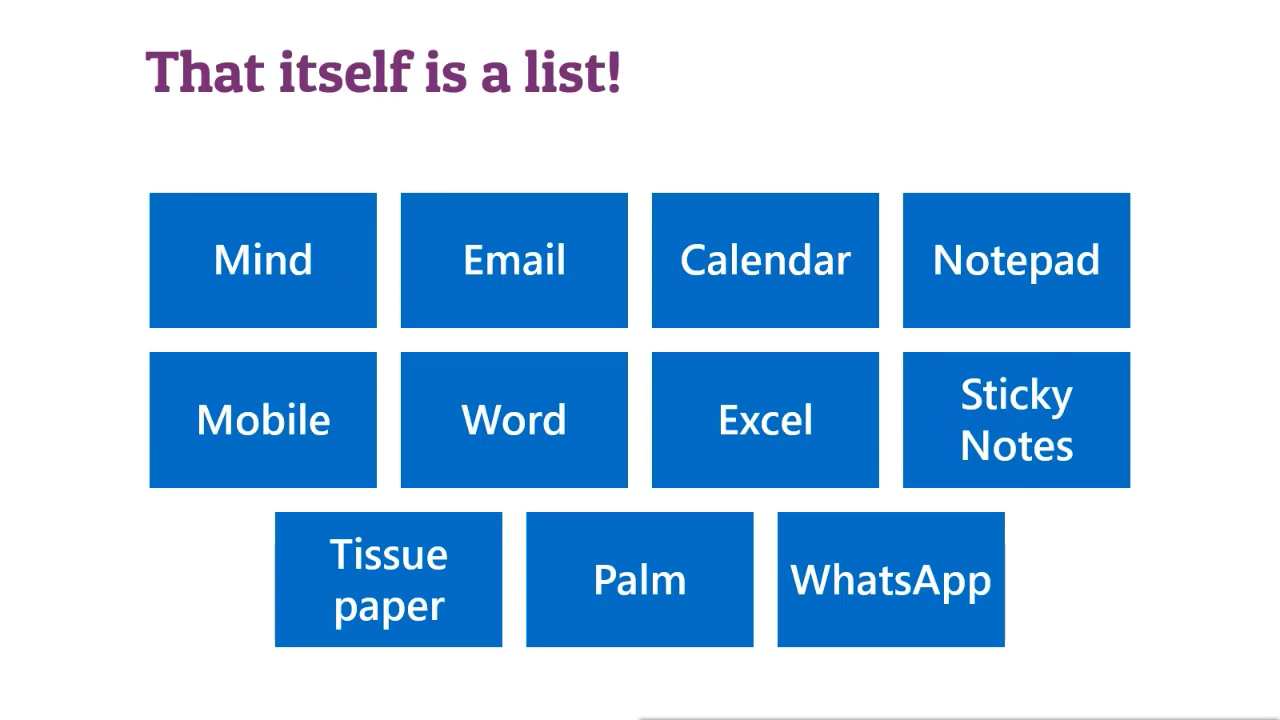 That itself is a list!
Mind
Email
Calendar
Notepad
Mobile
Word
Excel
Sticky
Notes
Tissue
paper
Palm
WhatsApp